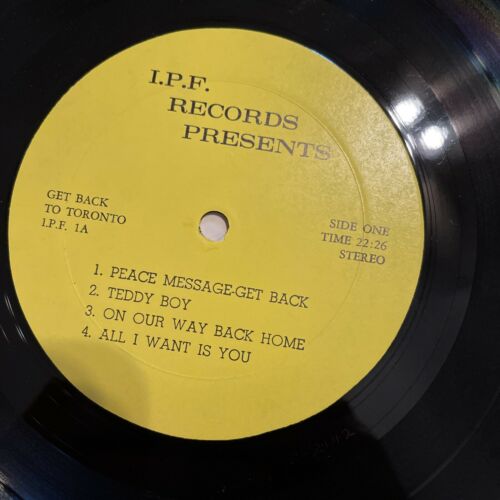 I.P.F.
RECORDS
PRESENTS
GET BACK
TO TORONTO
I.P.F. 1A
SIDE ONE
TIME 22:26
STEREO
1. PEACE MESSAGE-GET BACK
2. TEDDY BOY
3. ON OUR WAY BACK HOME
4. ALL I WANT IS YOU